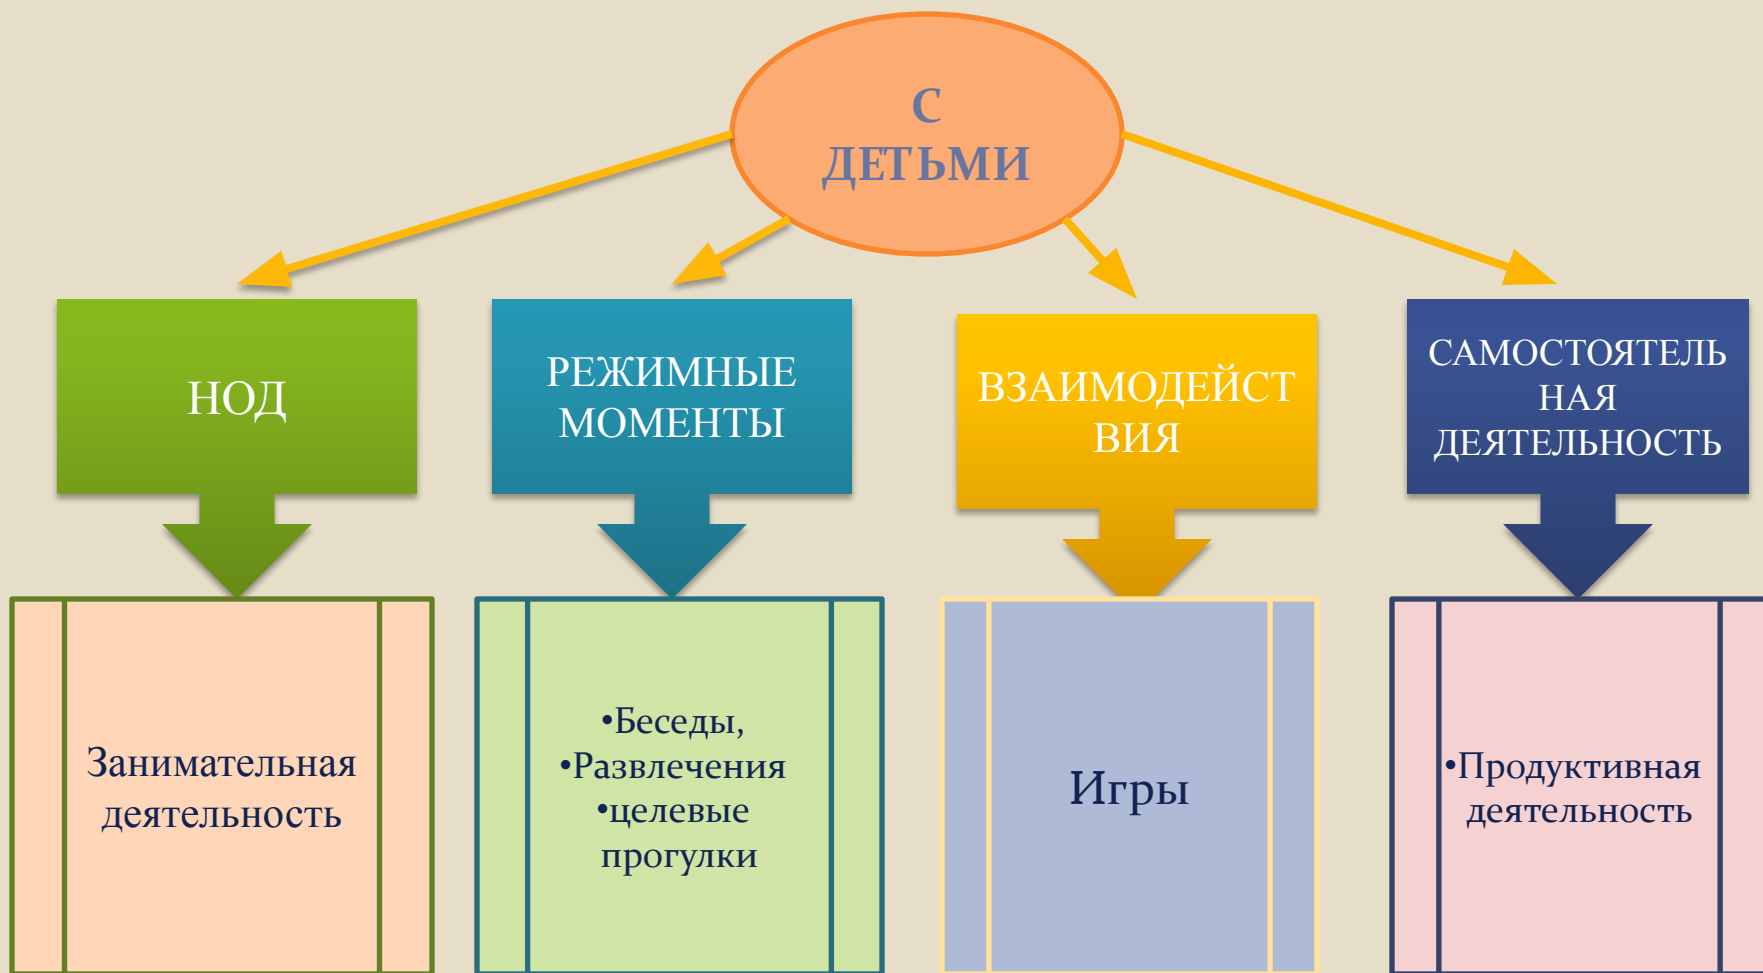 С
ДЕТЬМИ
НОД
РЕЖИМНЫЕ
МОМЕНТЫ
ВЗАИМОДЕЙСТ
ВИЯ
САМОСТОЯТЕЛЬ
НАЯ
ДЕЯТЕЛЬНОСТЬ
Занимательная
деятельность
•Беседы,
•Развлечения
•целевые
прогулки
Игры
•Продуктивная
деятельность